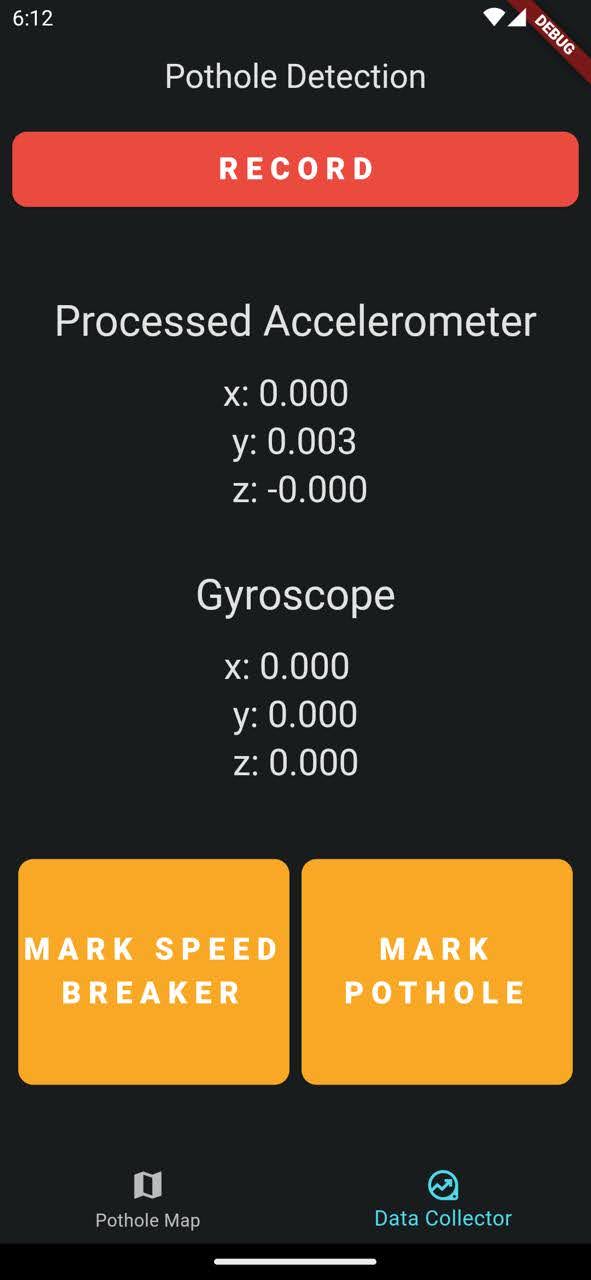 6:12
DEBUG
Pothole Detection
RECORD
Processed Accelerometer
x: 0.000
y: 0.003
z: -0.000
Gyroscope
x: 0.000
y: 0.000
z: 0.000
MARK SPEED
BREAKER
MARK
POTHOLE
Pothole Map
Data Collector